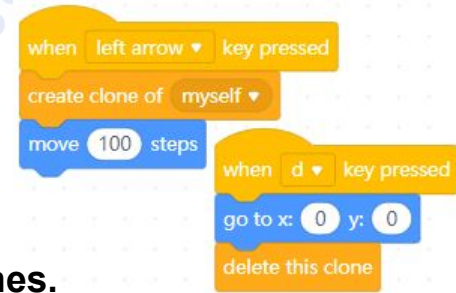 when left arrow ▾ key pressed
create clone of myself ▾
move 100 steps
when d ▾ key pressed
go to x: 0 y: 0
delete this clone
nes.